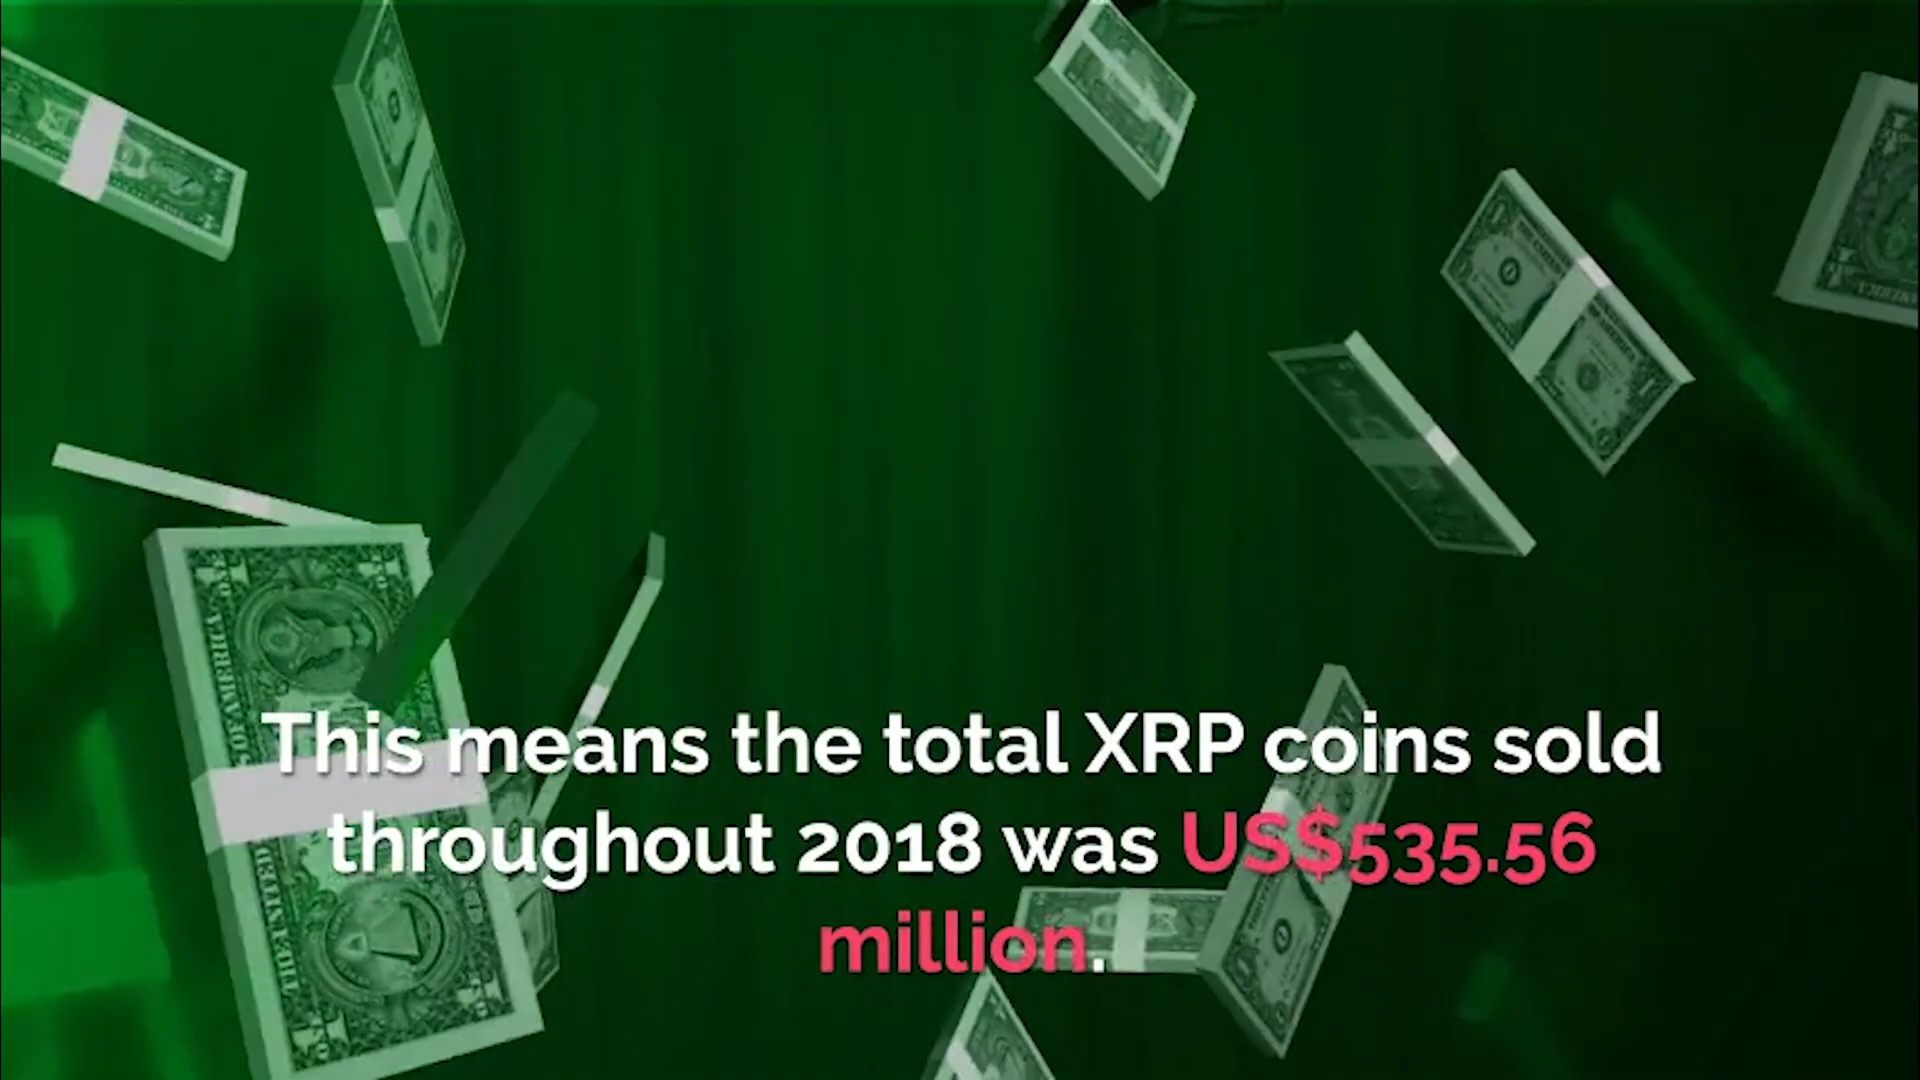 This means the total XRP coins sold
throughout 2018 was US$535.56
million.